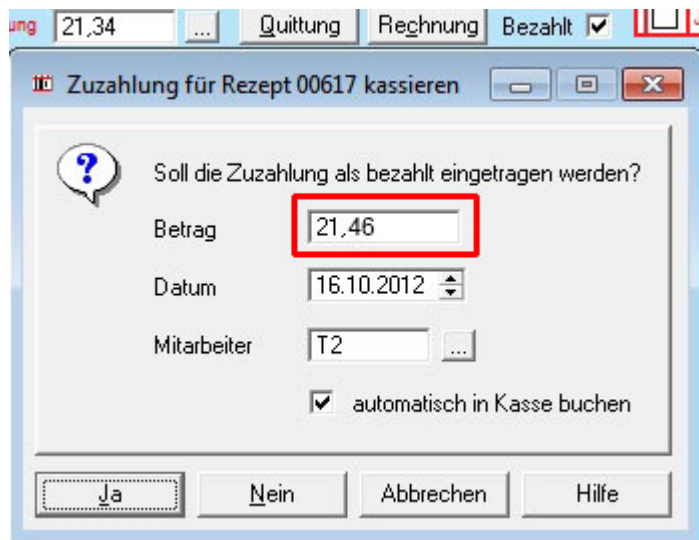 ung 21,34 ... Quittung Rechnung Bezahlt
Zuzahlung für Rezept 00617 kassieren
Soll die Zuzahlung als bezahlt eingetragen werden?
Betrag 21,46
Datum 16.10.2012
Mitarbeiter T2 ...
automatisch in Kasse buchen
Ja Nein Abbrechen Hilfe